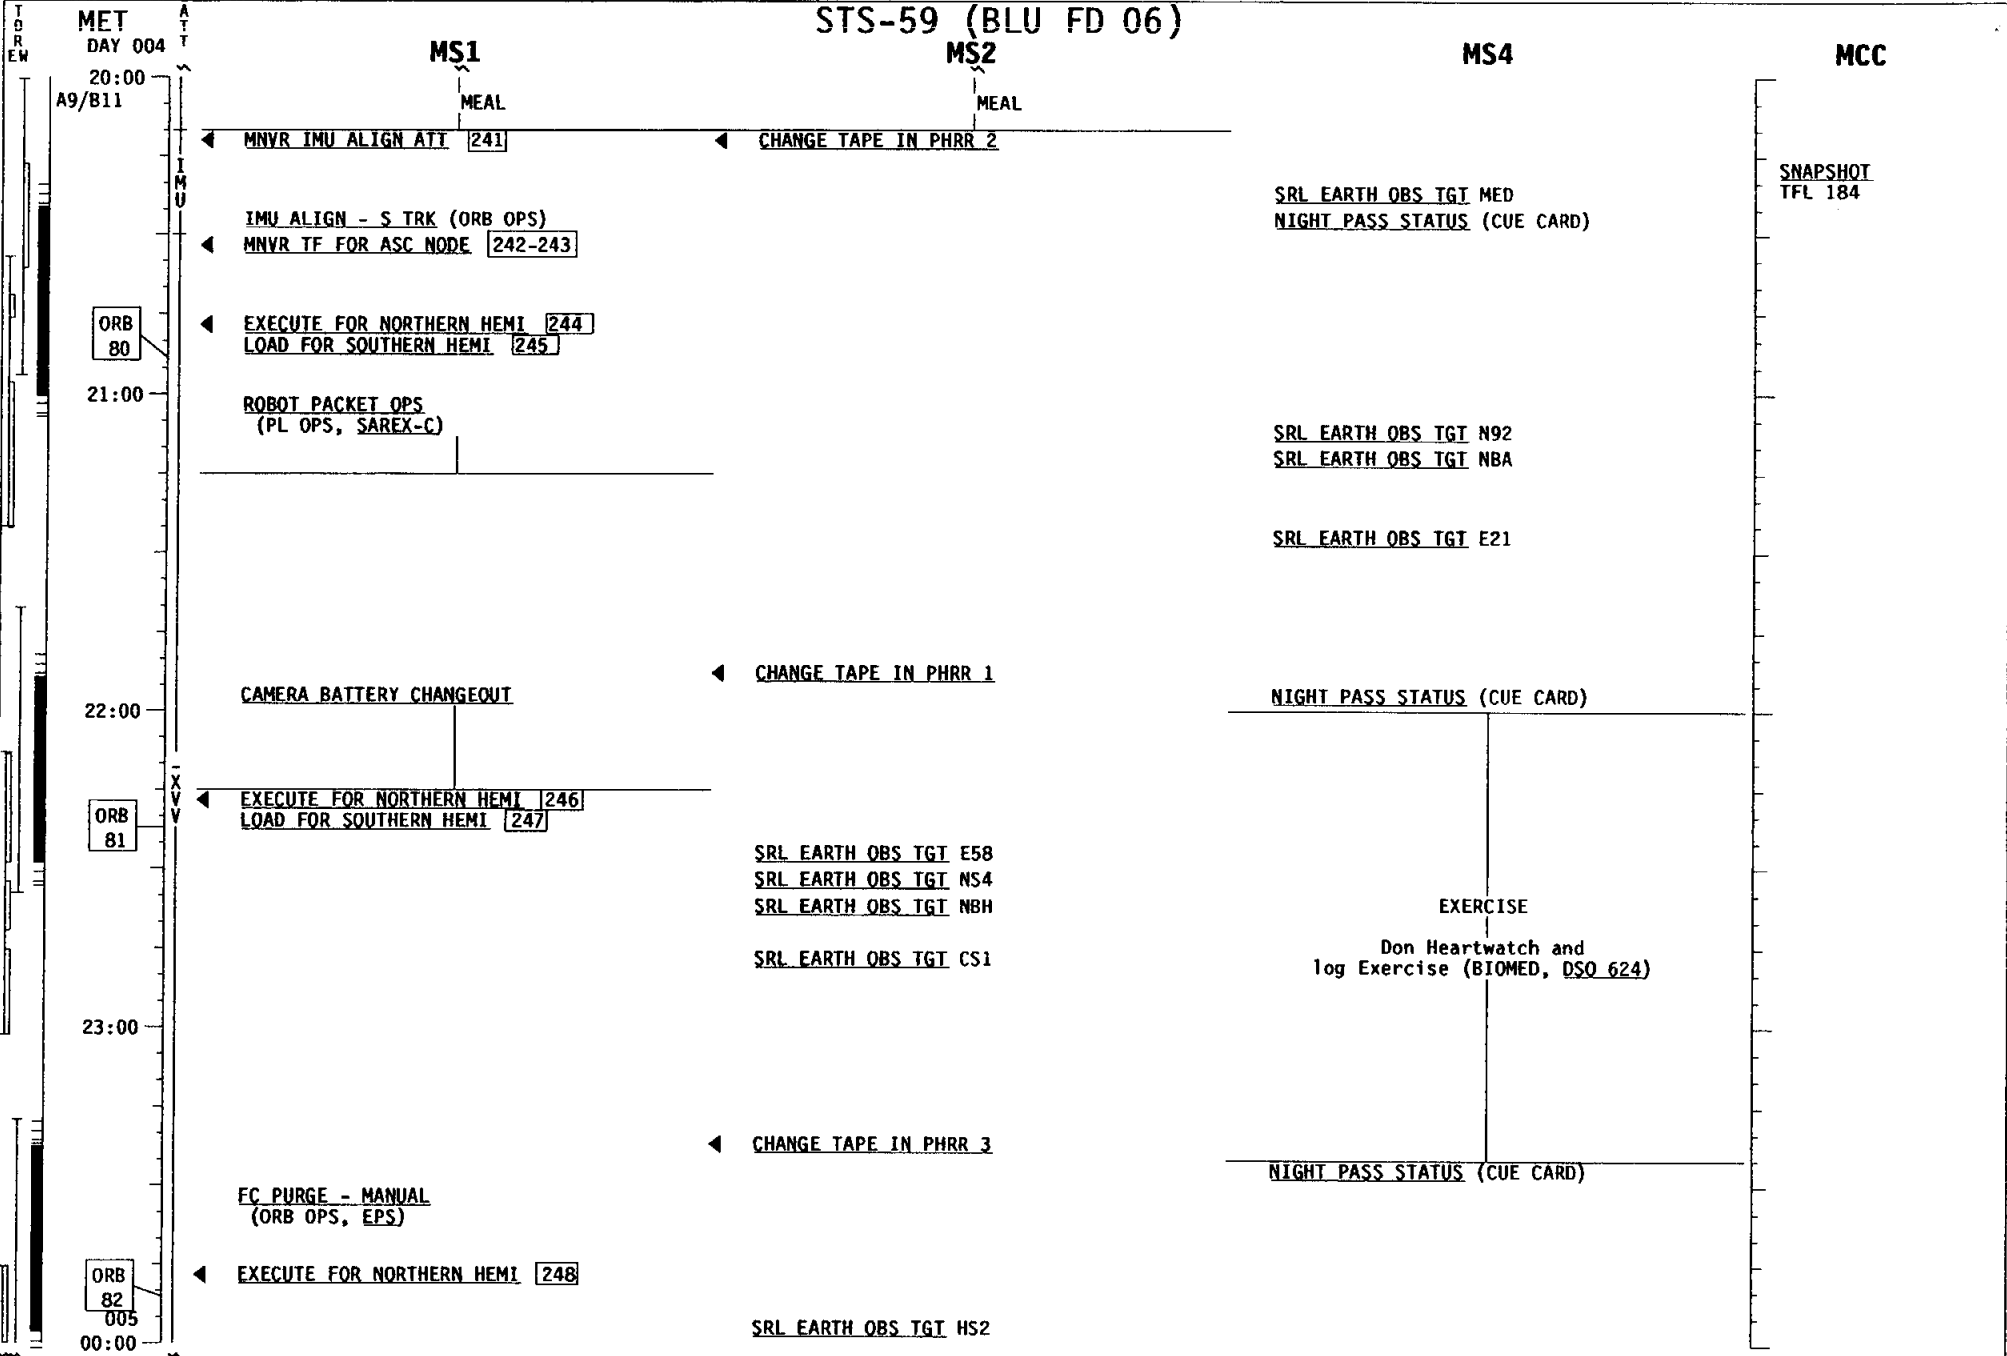 STS-59 (BLU FD 06)
TDREW
MET
DAY 004
ATT
MS1
MS2
MS4
MCC
20:00
A9/B11
MEAL
MEAL
MNVR IMU ALIGN ATT 241
CHANGE TAPE IN PHRR 2
IMU
SNAPSHOT
TFL 184
SRL EARTH OBS TGT MED
NIGHT PASS STATUS (CUE CARD)
IMU ALIGN - S TRK (ORB OPS)
MNVR TF FOR ASC NODE 242-243
ORB
80
EXECUTE FOR NORTHERN HEMI 244
LOAD FOR SOUTHERN HEMI 245
21:00
ROBOT PACKET OPS
(PL OPS, SAREX-C)
SRL EARTH OBS TGT N92
SRL EARTH OBS TGT NBA
SRL EARTH OBS TGT E21
CHANGE TAPE IN PHRR 1
CAMERA BATTERY CHANGEOUT
NIGHT PASS STATUS (CUE CARD)
22:00
-XVV
ORB
81
EXECUTE FOR NORTHERN HEMI 246
LOAD FOR SOUTHERN HEMI 247
SRL EARTH OBS TGT E58
SRL EARTH OBS TGT NS4
SRL EARTH OBS TGT NBH
EXERCISE
Don Heartwatch and
log Exercise (BIOMED, DSO 624)
SRL EARTH OBS TGT CS1
23:00
CHANGE TAPE IN PHRR 3
NIGHT PASS STATUS (CUE CARD)
FC PURGE - MANUAL
(ORB OPS, EPS)
ORB
82
EXECUTE FOR NORTHERN HEMI 248
005
00:00
SRL EARTH OBS TGT HS2